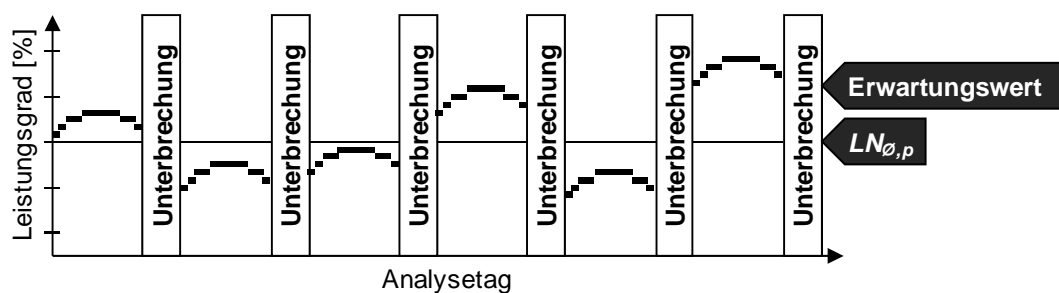 Leistungsgrad [%]
Unterbrechung
Unterbrechung
Unterbrechung
Unterbrechung
Unterbrechung
Unterbrechung
Erwartungswert
LNø,p
Analysetag